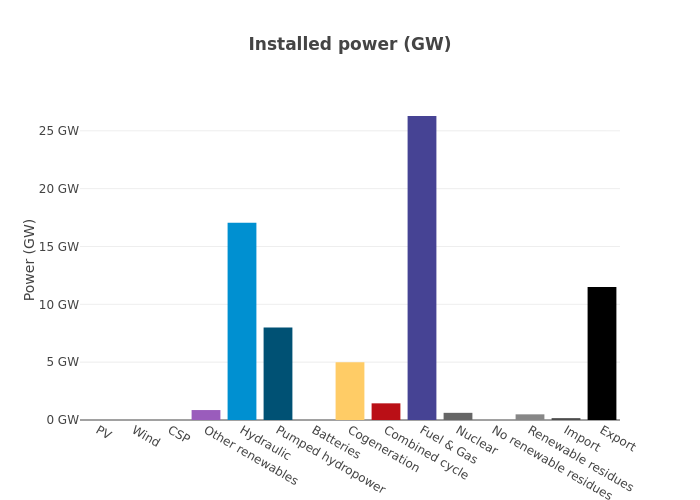 Installed power (GW)
Power (GW)
25 GW
20 GW
15 GW
10 GW
5 GW
0 GW
PV
Wind
CSP
Other renewables
Hydraulic
Pumped hydropower
Batteries
Cogeneration
Combined cycle
Fuel & Gas
Nuclear
No renewable residues
Renewable residues
Import
Export